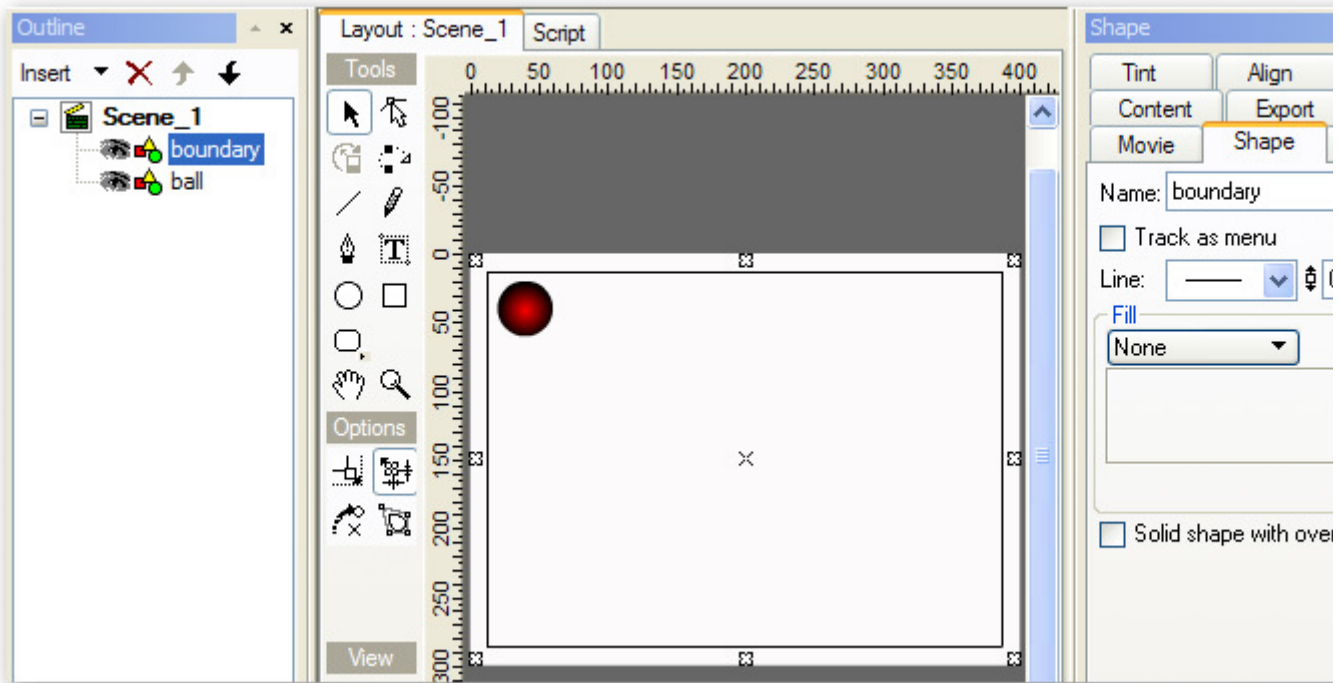 Outline
Insert
Scene_1
boundary
ball
Layout : Scene_1
Script
Tools
0 50 100 150 200 250 300 350 400
-100
-50
0
50
100
150
200
250
300
Options
View
Shape
Tint Align
Content Export
Movie Shape
Name: boundary
Track as menu
Line:
Fill
None
Solid shape with over